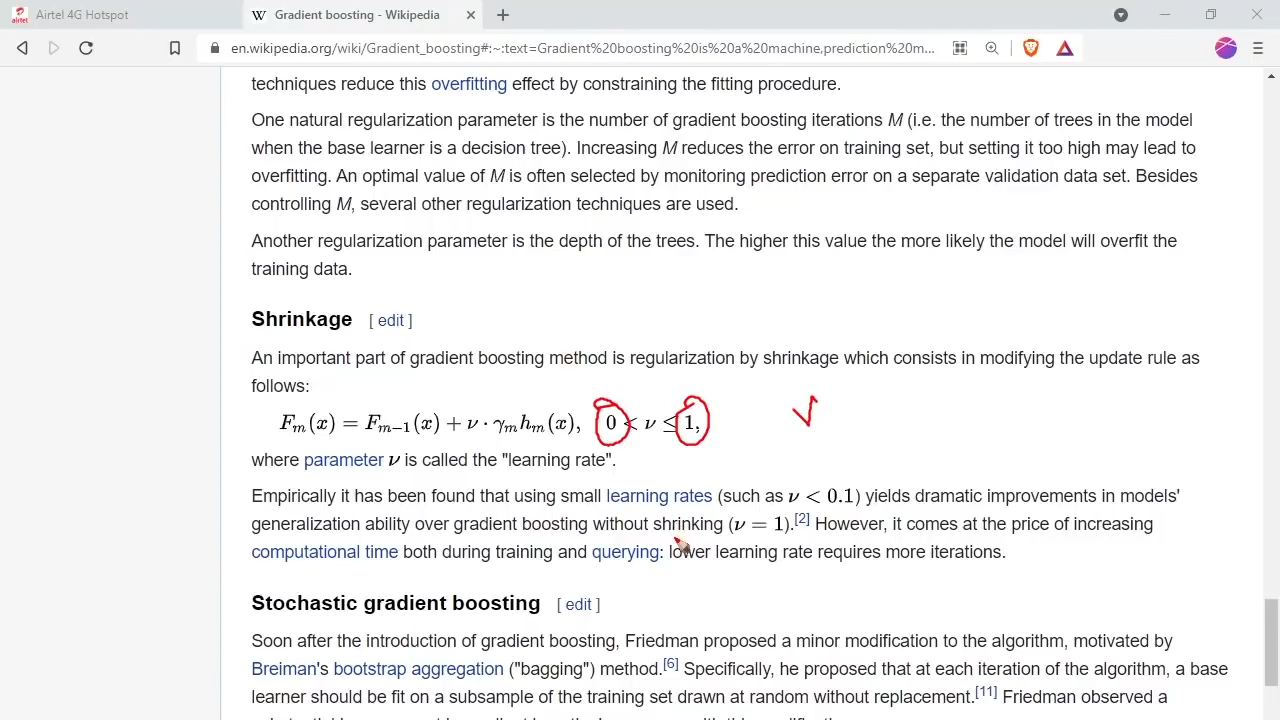 airtel
Airtel 4G Hotspot
W Gradient boosting - Wikipedia
en.wikipedia.org/wiki/Gradient_boosting#:~:text=Gradient%20boosting%20is%20a%20machine,prediction%20m...
techniques reduce this overfitting effect by constraining the fitting procedure.
One natural regularization parameter is the number of gradient boosting iterations M (i.e. the number of trees in the model
when the base learner is a decision tree). Increasing M reduces the error on training set, but setting it too high may lead to
overfitting. An optimal value of M is often selected by monitoring prediction error on a separate validation data set. Besides
controlling M, several other regularization techniques are used.
Another regularization parameter is the depth of the trees. The higher this value the more likely the model will overfit the
training data.
Shrinkage [ edit ]
An important part of gradient boosting method is regularization by shrinkage which consists in modifying the update rule as
follows:
Fₘ(x) = Fₘ₋₁(x) + ν · γₘhₘ(x), 0 < ν ≤ 1, V
where parameter ν is called the "learning rate".
Empirically it has been found that using small learning rates (such as ν < 0.1) yields dramatic improvements in models'
generalization ability over gradient boosting without shrinking (ν = 1).[2] However, it comes at the price of increasing
computational time both during training and querying: lower learning rate requires more iterations.
Stochastic gradient boosting [ edit ]
Soon after the introduction of gradient boosting, Friedman proposed a minor modification to the algorithm, motivated by
Breiman's bootstrap aggregation ("bagging") method.[6] Specifically, he proposed that at each iteration of the algorithm, a base
learner should be fit on a subsample of the training set drawn at random without replacement.[11] Friedman observed a